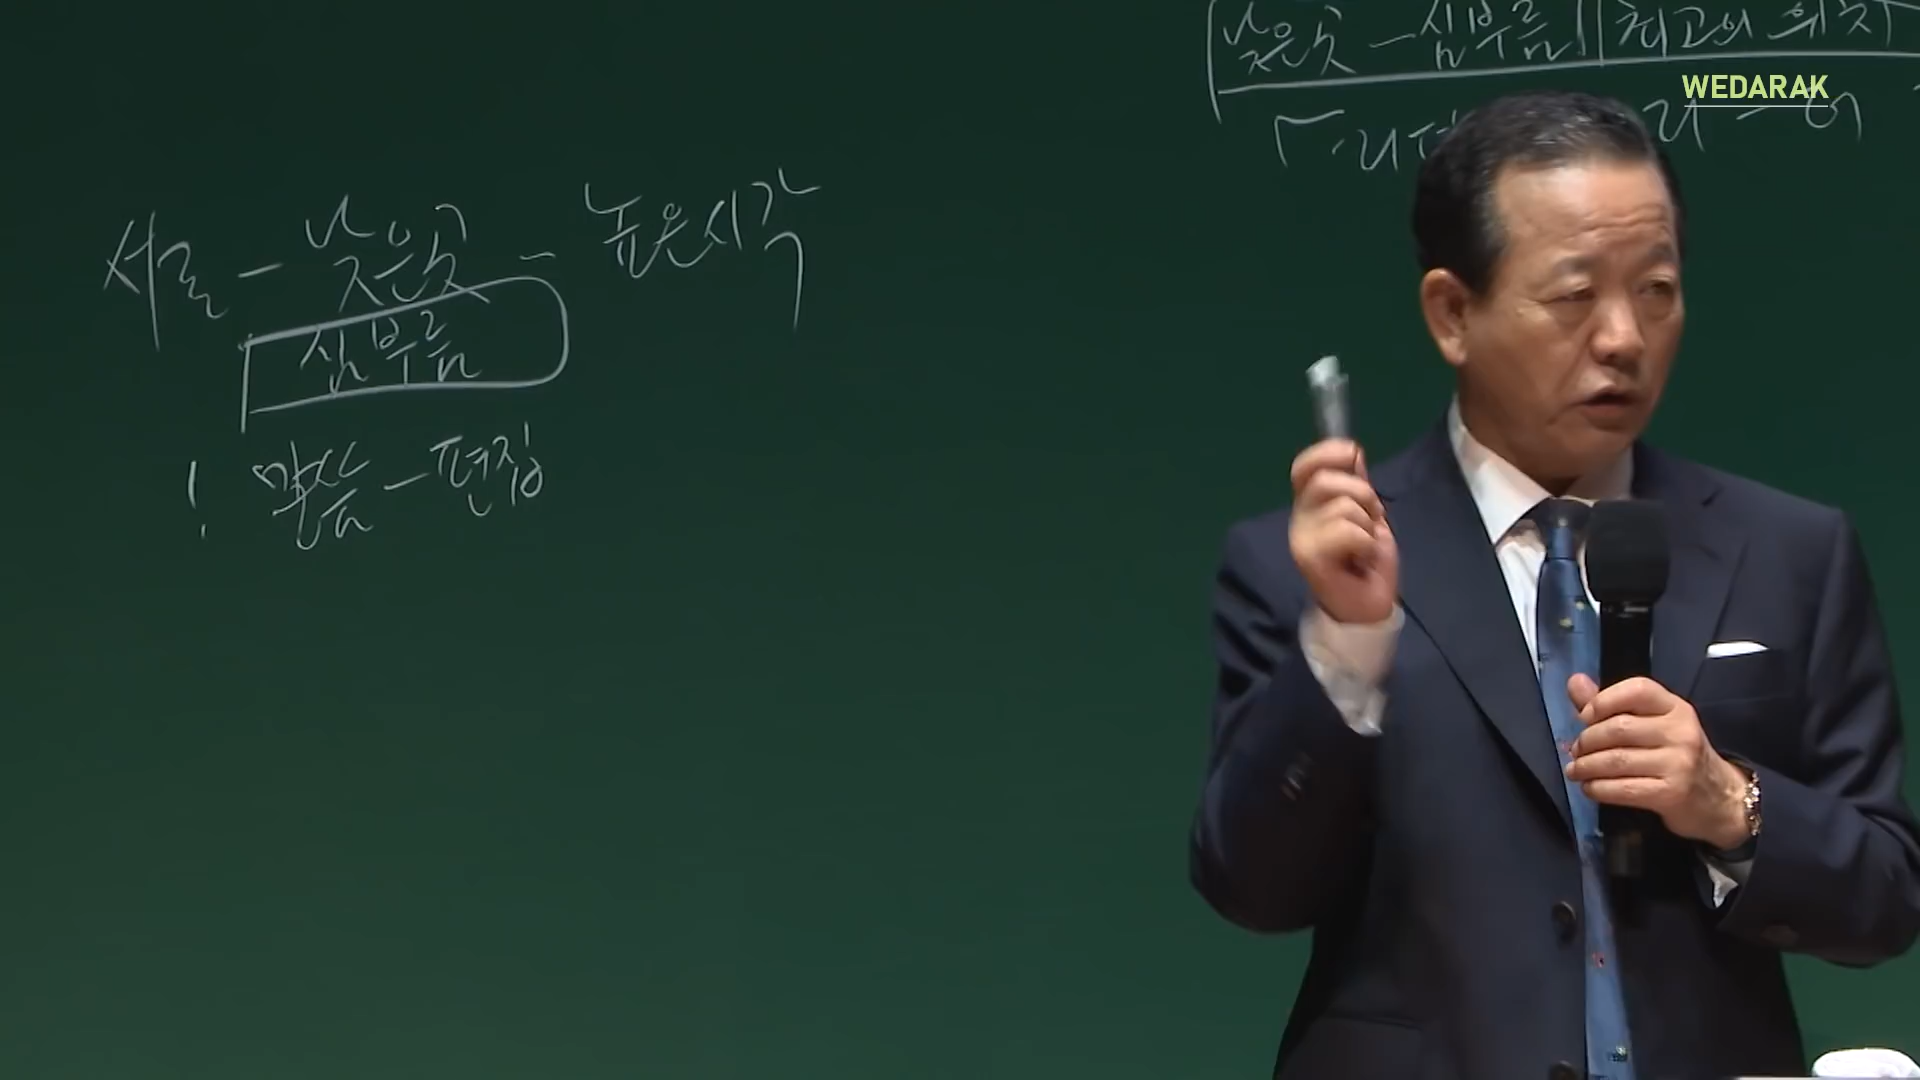 낮은곳 - 심부름 최고의 위치
WEDARAK
서로 - 낮은곳 - 높은시각
심부름
! 말씀 - 편집